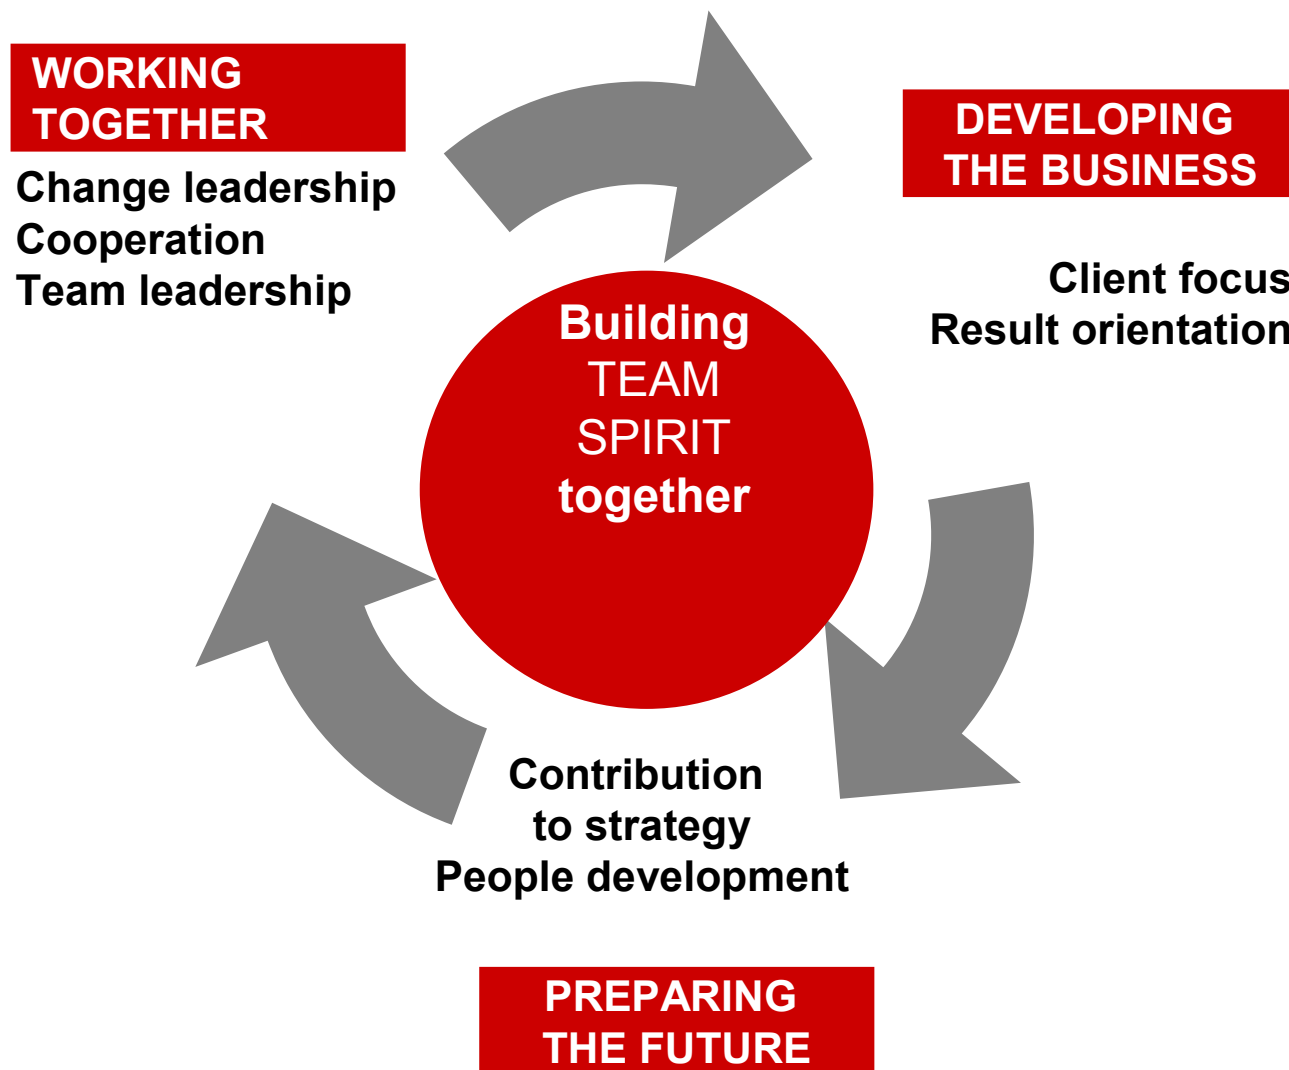 WORKING
TOGETHER
Change leadership
Cooperation
Team leadership
DEVELOPING
THE BUSINESS
Client focus
Result orientation
Building
TEAM
SPIRIT
together
Contribution
to strategy
People development
PREPARING
THE FUTURE